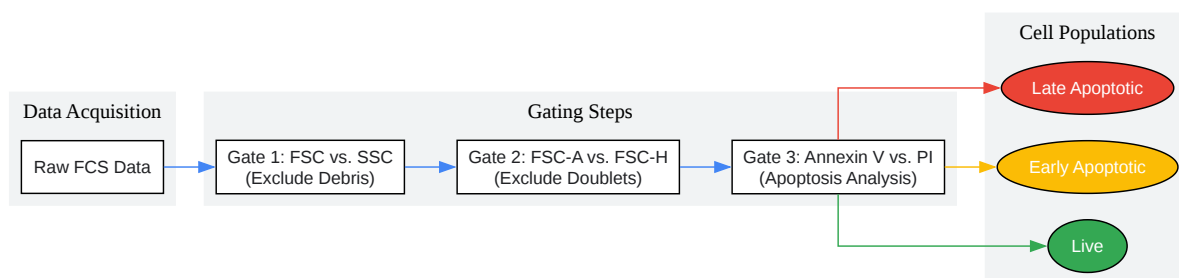 Data Acquisition
Raw FCS Data
Gating Steps
Gate 1: FSC vs. SSC
(Exclude Debris)
Gate 2: FSC-A vs. FSC-H
(Exclude Doublets)
Gate 3: Annexin V vs. PI
(Apoptosis Analysis)
Cell Populations
Late Apoptotic
Early Apoptotic
Live